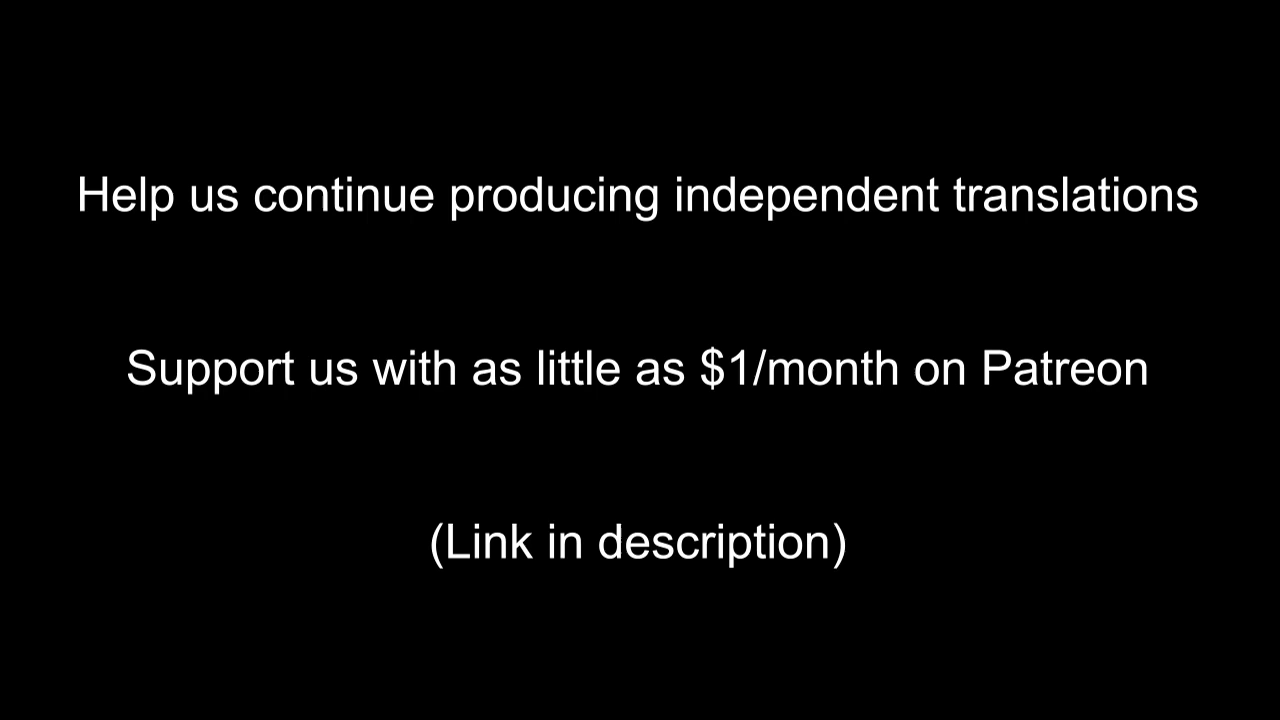 Help us continue producing independent translations
Support us with as little as $1/month on Patreon
(Link in description)